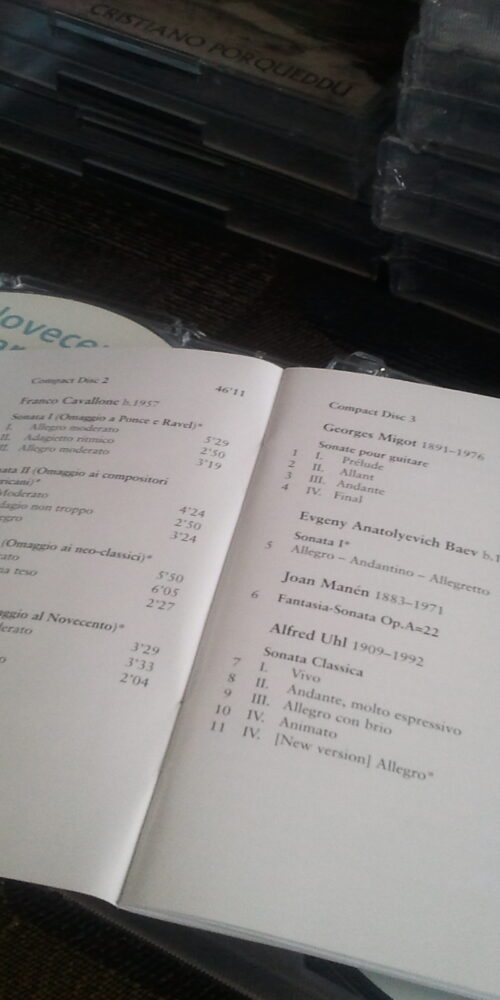 CRISTIANO PORQUEDDU
Compact Disc 2
46'11
Franco Cavallone b.1957
Sonata I (Omaggio a Ponce e Ravel)*
I. Allegro moderato 5'29
II. Adagietto ritmico 2'50
II. Allegro moderato 3'19
II (Omaggio ai compositori
Moderato 4'24
non troppo 2'50
3'24
(Omaggio ai neo-classici)*
5'50
teso 6'05
2'27
al Novecento)*
3'29
3'33
2'04
Compact Disc 3
Georges Migot 1891–1976
Sonate pour guitare
1 I. Prélude
2 II. Allant
3 III. Andante
4 IV. Final
Evgeny Anatolyevich Baev
Sonata I*
5 Allegro – Andantino – Allegretto
Joan Manén 1883–1971
6 Fantasia-Sonata Op.A=22
Alfred Uhl 1909–1992
Sonata Classica
7 I. Vivo
8 II. Andante, molto espressivo
9 III. Allegro con brio
10 IV. Animato
11 IV. [New version] Allegro*